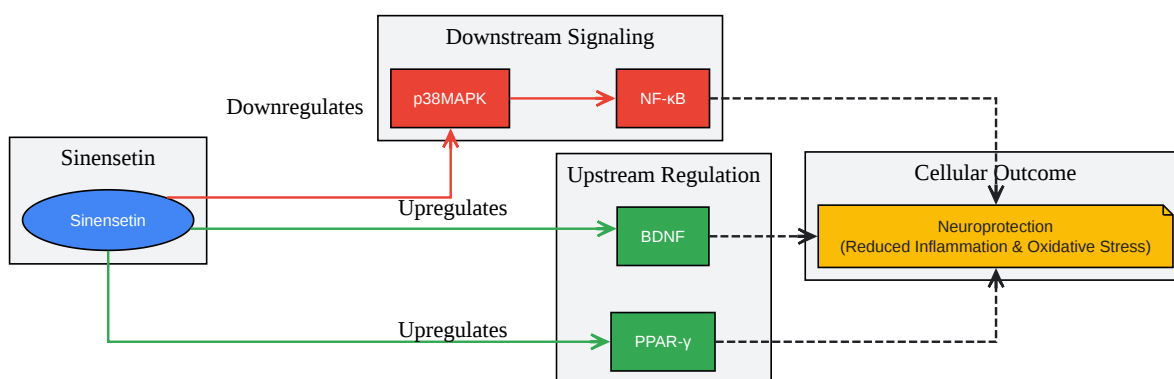 Downstream Signaling
p38MAPK
NF-κB
Downregulates
Sinensetin
Sinensetin
Upregulates
Upstream Regulation
BDNF
Upregulates
PPAR-γ
Cellular Outcome
Neuroprotection
(Reduced Inflammation & Oxidative Stress)